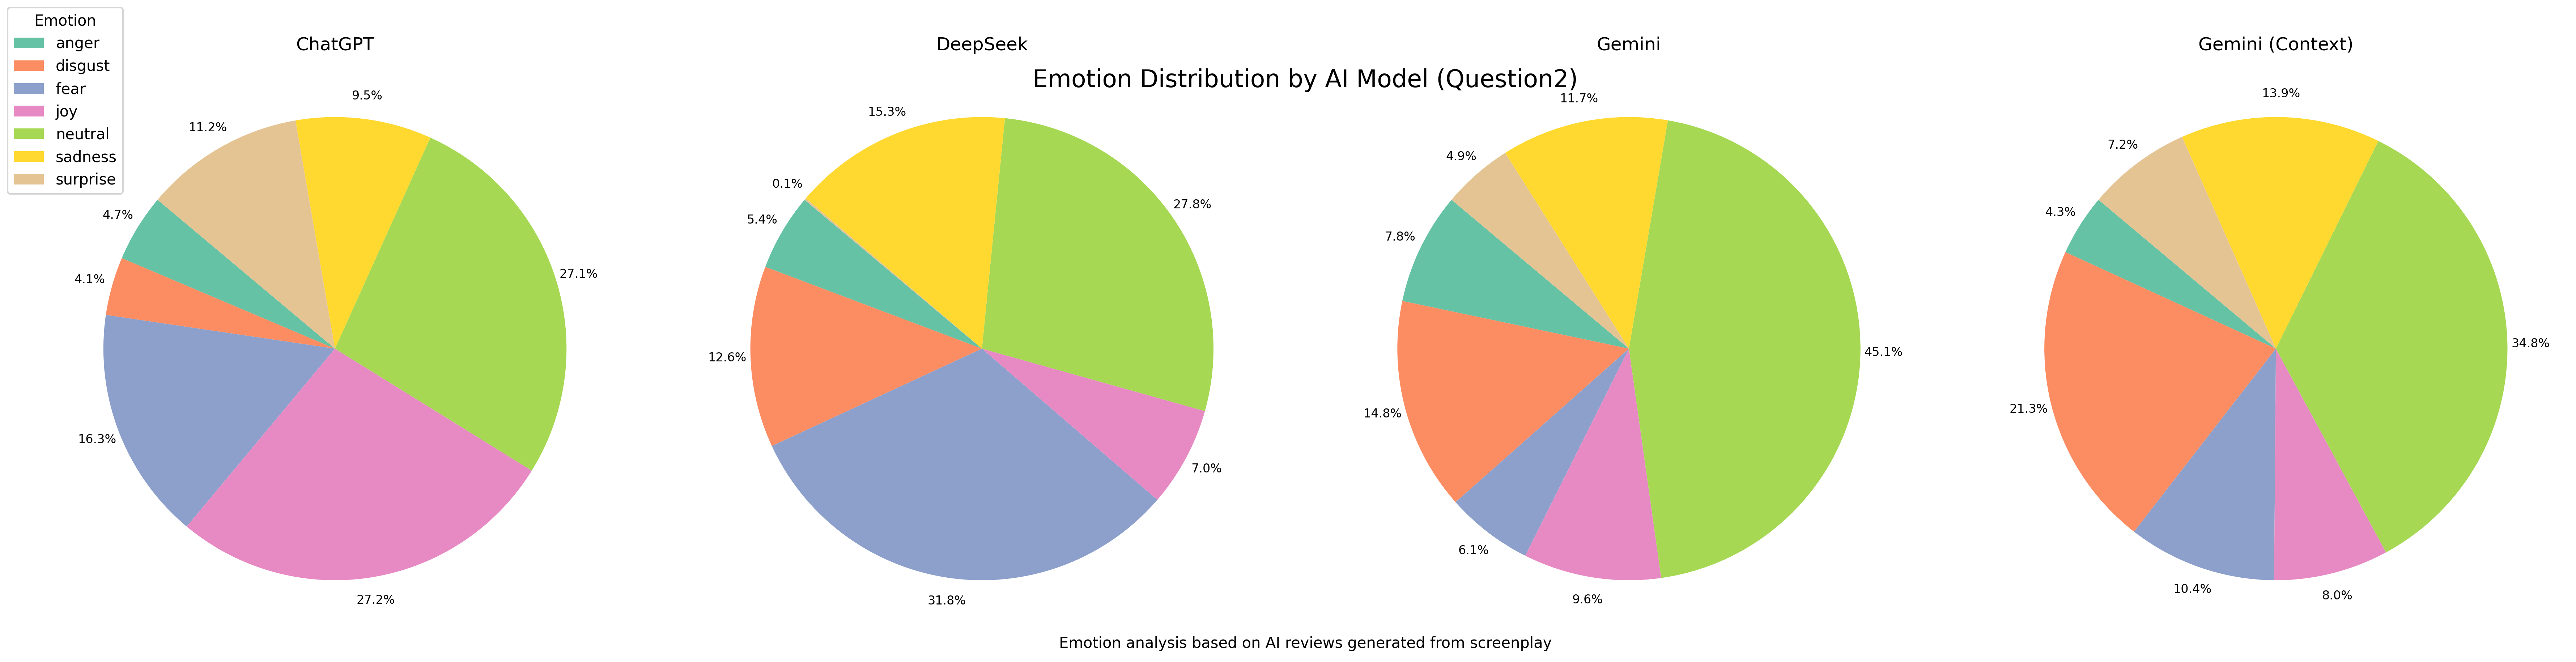 Emotion
anger
disgust
fear
joy
neutral
sadness
surprise
Emotion Distribution by AI Model (Question2)
ChatGPT
9.5%
11.2%
4.7%
4.1%
16.3%
27.2%
27.1%
DeepSeek
15.3%
0.1%
5.4%
12.6%
31.8%
7.0%
27.8%
Gemini
11.7%
4.9%
7.8%
14.8%
6.1%
9.6%
45.1%
Gemini (Context)
13.9%
7.2%
4.3%
21.3%
10.4%
8.0%
34.8%
Emotion analysis based on AI reviews generated from screenplay